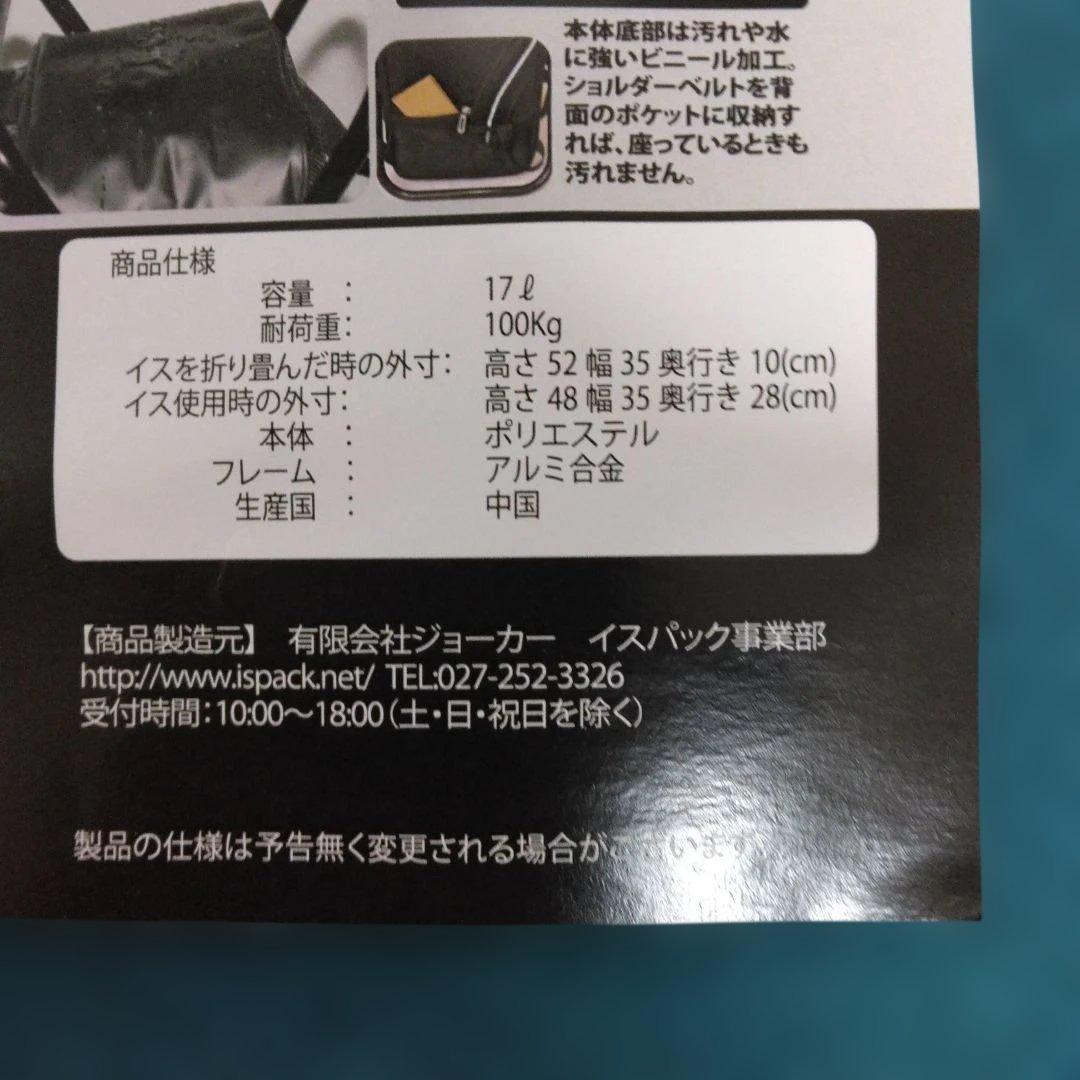 本体底部は汚れや水
に強いビニール加工。
ショルダーベルトを背
面のポケットに収納す
れば、座っているときも
汚れません。
商品仕様
容量 : 17ℓ
耐荷重: 100Kg
イスを折り畳んだ時の外寸: 高さ 52 幅 35 奥行き 10(cm)
イス使用時の外寸: 高さ 48 幅 35 奥行き 28(cm)
本体 : ポリエステル
フレーム : アルミ合金
生産国 : 中国
【商品製造元】 有限会社ジョーカー イスパック事業部
http://www.ispack.net/ TEL:027-252-3326
受付時間：10:00〜18:00（土・日・祝日を除く）
製品の仕様は予告無く変更される場合がございます